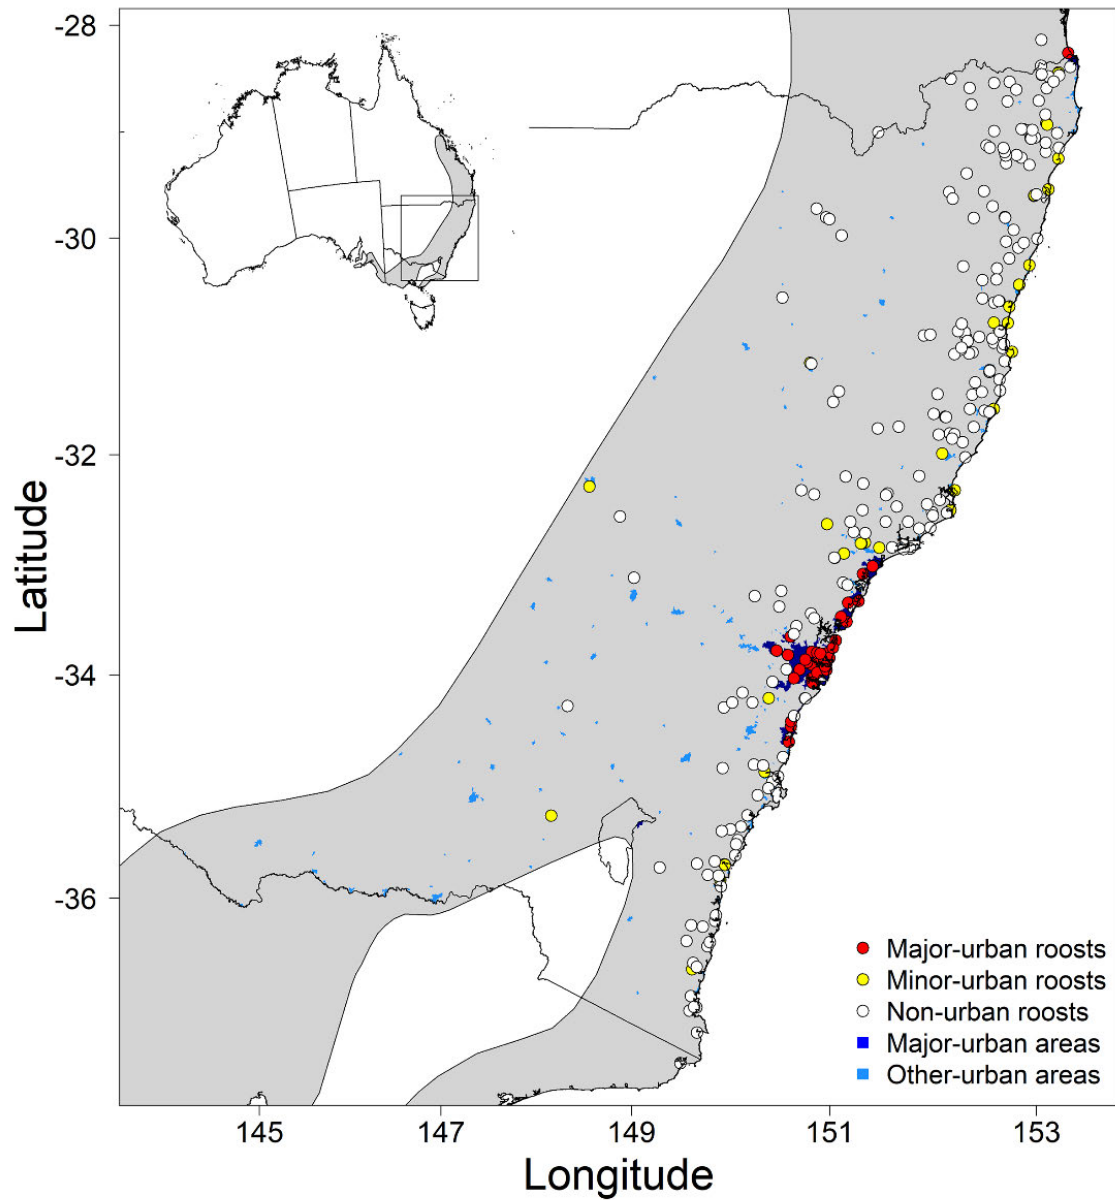 -28
-30
-32
-34
-36
Latitude
Major-urban roosts
Minor-urban roosts
Non-urban roosts
Major-urban areas
Other-urban areas
145 147 149 151 153
Longitude